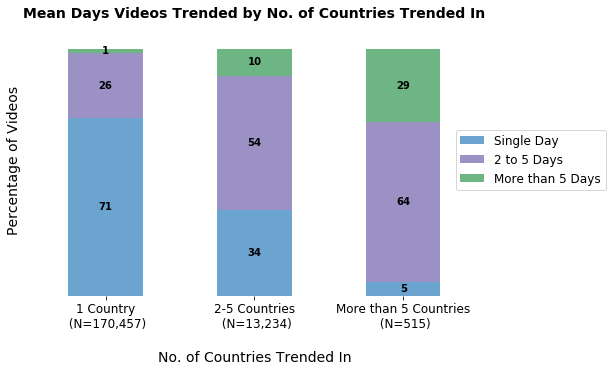 Mean Days Videos Trended by No. of Countries Trended In
Percentage of Videos
1
26
71
10
54
34
29
64
5
Single Day
2 to 5 Days
More than 5 Days
1 Country
(N=170,457)
2-5 Countries
(N=13,234)
More than 5 Countries
(N=515)
No. of Countries Trended In